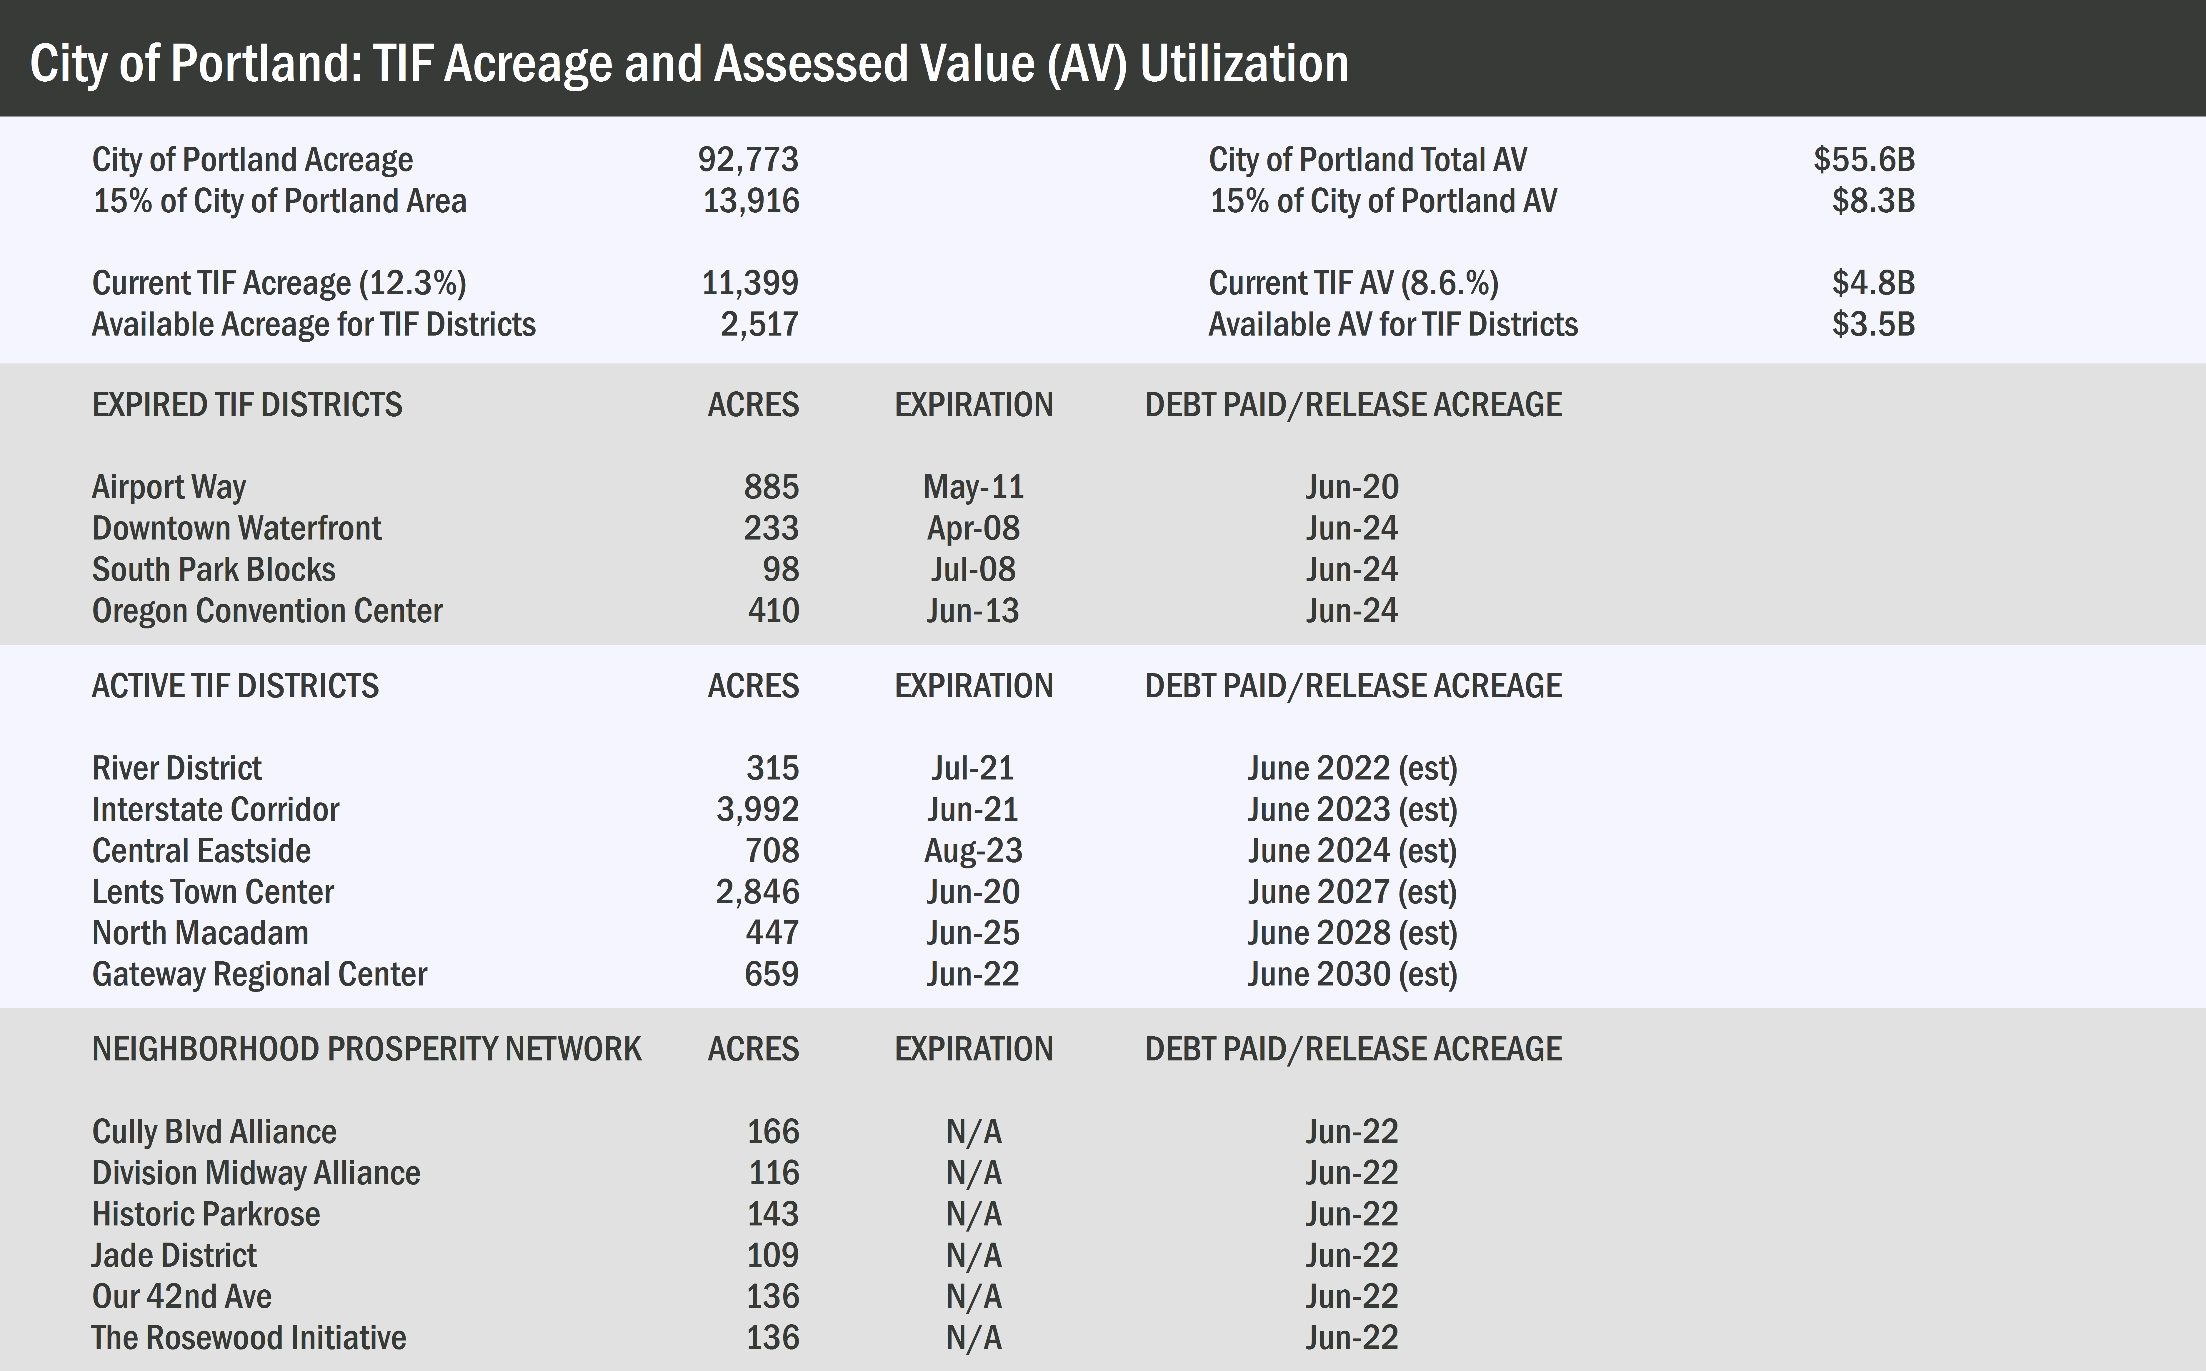 City of Portland: TIF Acreage and Assessed Value (AV) Utilization
City of Portland Acreage 92,773 City of Portland Total AV $55.6B
15% of City of Portland Area 13,916 15% of City of Portland AV $8.3B
Current TIF Acreage (12.3%) 11,399 Current TIF AV (8.6.%) $4.8B
Available Acreage for TIF Districts 2,517 Available AV for TIF Districts $3.5B
EXPIRED TIF DISTRICTS ACRES EXPIRATION DEBT PAID/RELEASE ACREAGE
Airport Way 885 May-11 Jun-20
Downtown Waterfront 233 Apr-08 Jun-24
South Park Blocks 98 Jul-08 Jun-24
Oregon Convention Center 410 Jun-13 Jun-24
ACTIVE TIF DISTRICTS ACRES EXPIRATION DEBT PAID/RELEASE ACREAGE
River District 315 Jul-21 June 2022 (est)
Interstate Corridor 3,992 Jun-21 June 2023 (est)
Central Eastside 708 Aug-23 June 2024 (est)
Lents Town Center 2,846 Jun-20 June 2027 (est)
North Macadam 447 Jun-25 June 2028 (est)
Gateway Regional Center 659 Jun-22 June 2030 (est)
NEIGHBORHOOD PROSPERITY NETWORK ACRES EXPIRATION DEBT PAID/RELEASE ACREAGE
Cully Blvd Alliance 166 N/A Jun-22
Division Midway Alliance 116 N/A Jun-22
Historic Parkrose 143 N/A Jun-22
Jade District 109 N/A Jun-22
Our 42nd Ave 136 N/A Jun-22
The Rosewood Initiative 136 N/A Jun-22